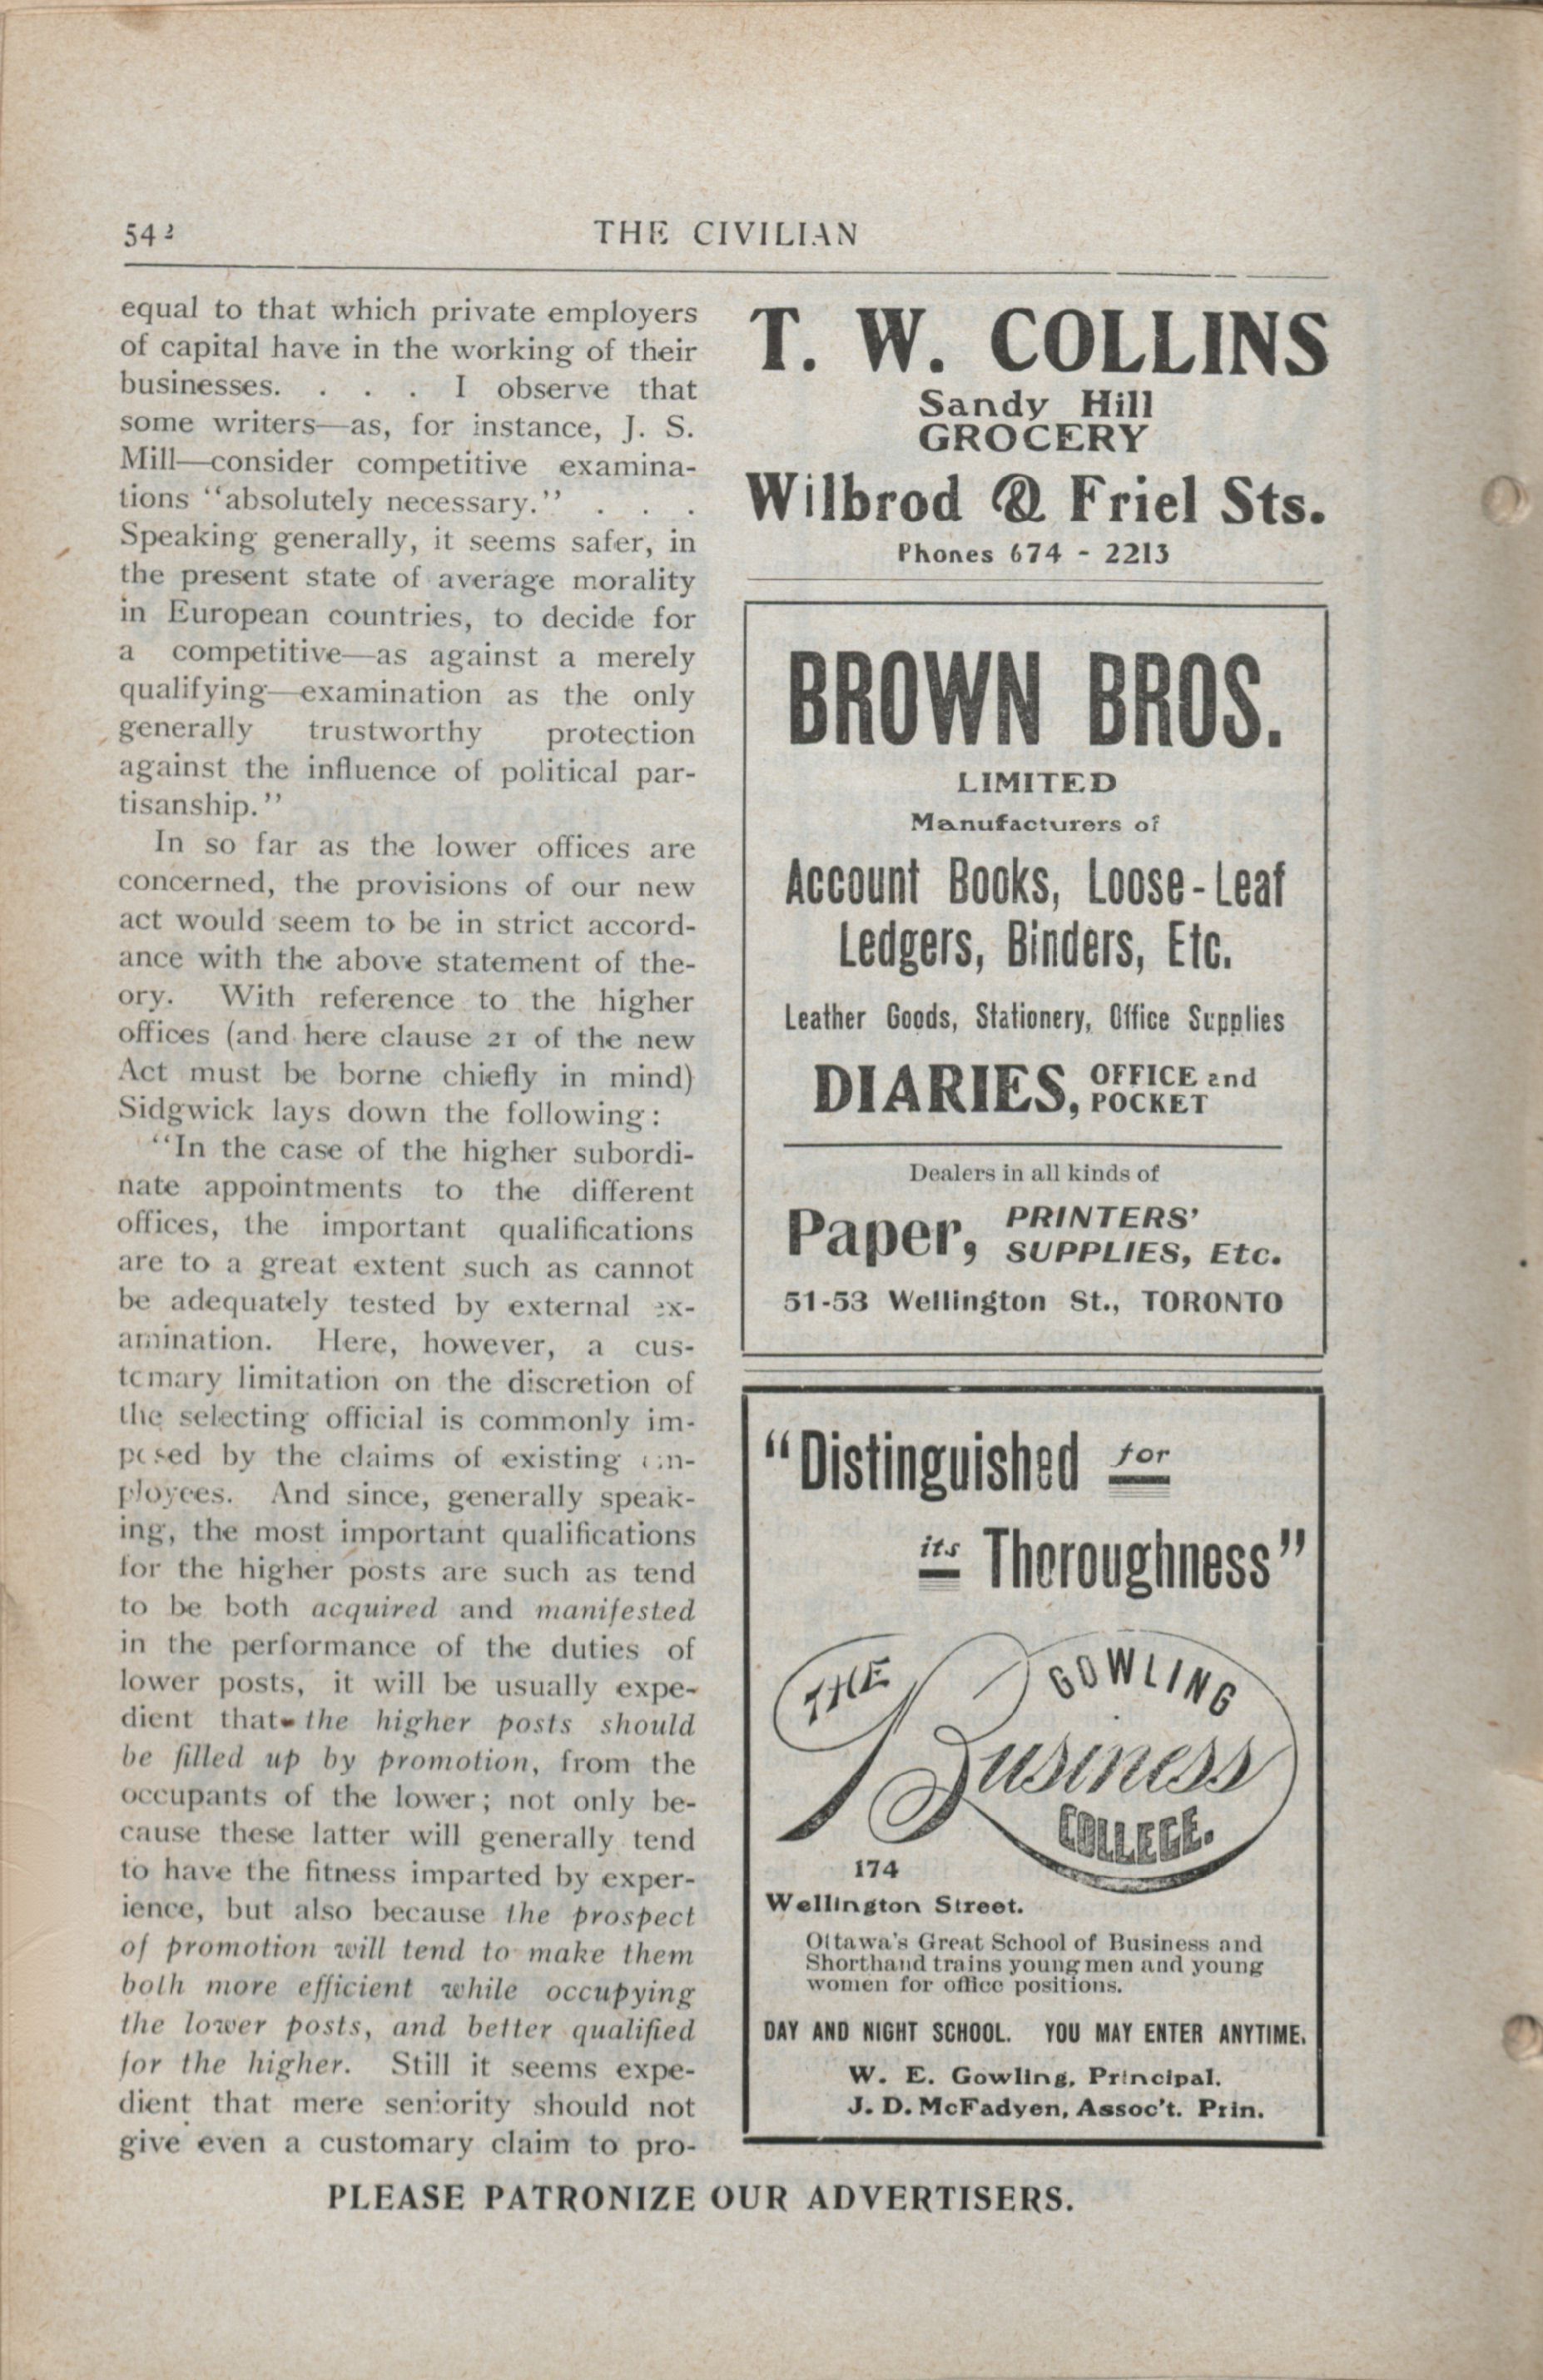 542
THE CIVILIAN
equal to that which private employers
of capital have in the working of their
businesses. . . . I observe that
some writers—as, for instance, J. S.
Mill—consider competitive examina-
tions "absolutely necessary." . . .
Speaking generally, it seems safer, in
the present state of average morality
in European countries, to decide for
a competitive—as against a merely
qualifying—examination as the only
generally trustworthy protection
against the influence of political par-
tisanship."
In so far as the lower offices are
concerned, the provisions of our new
act would seem to be in strict accord-
ance with the above statement of the-
ory. With reference to the higher
offices (and here clause 21 of the new
Act must be borne chiefly in mind)
Sidgwick lays down the following:
"In the case of the higher subordi-
nate appointments to the different
offices, the important qualifications
are to a great extent such as cannot
be adequately tested by external ex-
amination. Here, however, a cus-
tomary limitation on the discretion of
the selecting official is commonly im-
posed by the claims of existing em-
ployees. And since, generally speak-
ing, the most important qualifications
for the higher posts are such as tend
to be both acquired and manifested
in the performance of the duties of
lower posts, it will be usually expe-
dient that the higher posts should
be filled up by promotion, from the
occupants of the lower; not only be-
cause these latter will generally tend
to have the fitness imparted by exper-
ience, but also because the prospect
of promotion will tend to make them
both more efficient while occupying
the lower posts, and better qualified
for the higher. Still it seems expe-
dient that mere seniority should not
give even a customary claim to pro-
T. W. COLLINS
Sandy Hill
GROCERY
Wilbrod & Friel Sts.
Phones 674 - 2213
BROWN BROS.
LIMITED
Manufacturers of
Account Books, Loose-Leaf
Ledgers, Binders, Etc.
Leather Goods, Stationery, Office Supplies
DIARIES, OFFICE and
POCKET
Dealers in all kinds of
Paper, PRINTERS'
SUPPLIES, Etc.
51-53 Wellington St., TORONTO
"Distinguished for
its Thoroughness"
THE GOWLING
Business
COLLEGE.
174
Wellington Street.
Ottawa's Great School of Business and
Shorthand trains young men and young
women for office positions.
DAY AND NIGHT SCHOOL. YOU MAY ENTER ANYTIME.
W. E. Gowling, Principal.
J. D. McFadyen, Assoc't. Prin.
PLEASE PATRONIZE OUR ADVERTISERS.